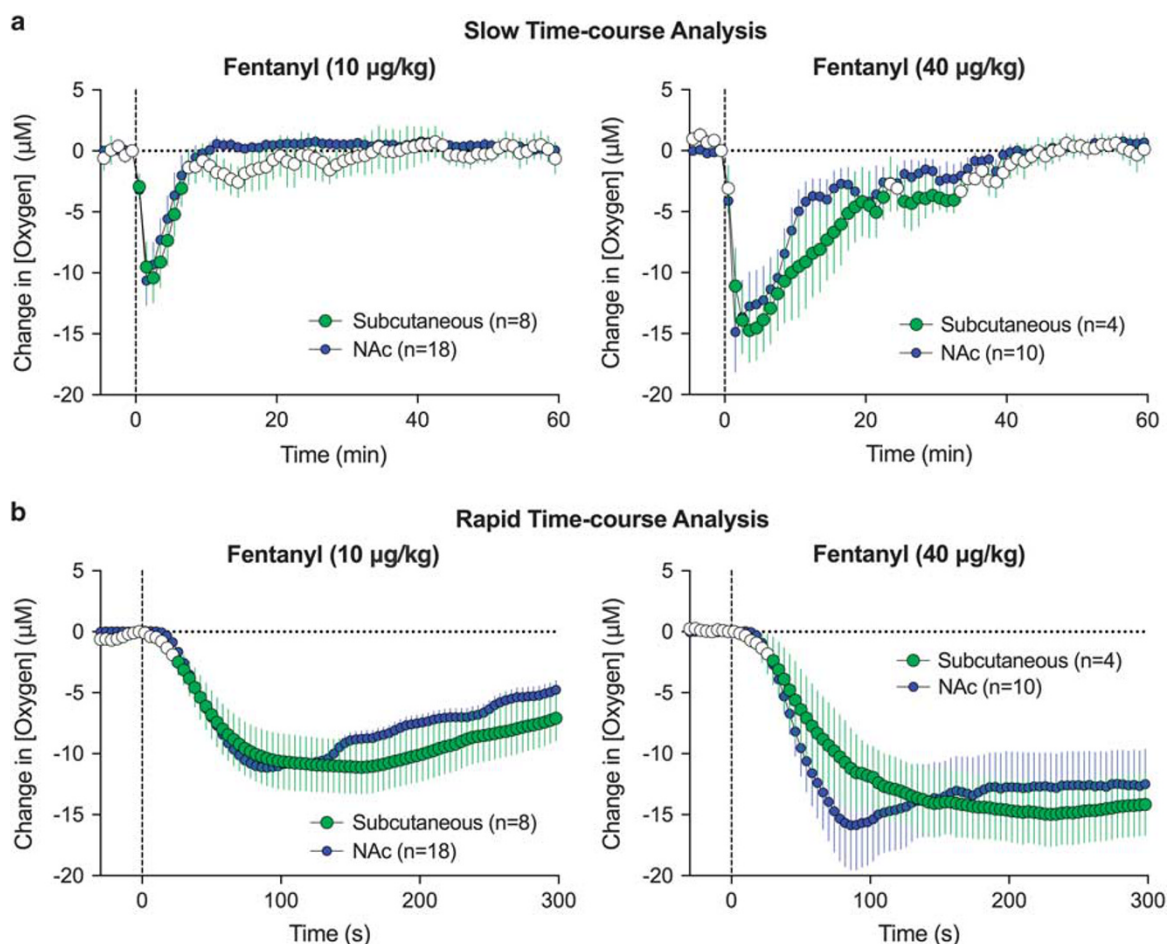 a
Slow Time-course Analysis
Fentanyl (10 µg/kg)
Fentanyl (40 µg/kg)
Change in [Oxygen] (µM)
5
0
-5
-10
-15
-20
Subcutaneous (n=8)
NAc (n=18)
0
20
40
60
Time (min)
Change in [Oxygen] (µM)
5
0
-5
-10
-15
-20
Subcutaneous (n=4)
NAc (n=10)
0
20
40
60
Time (min)
b
Rapid Time-course Analysis
Fentanyl (10 µg/kg)
Fentanyl (40 µg/kg)
Change in [Oxygen] (µM)
5
0
-5
-10
-15
-20
Subcutaneous (n=8)
NAc (n=18)
0
100
200
300
Time (s)
Change in [Oxygen] (µM)
5
0
-5
-10
-15
-20
Subcutaneous (n=4)
NAc (n=10)
0
100
200
300
Time (s)